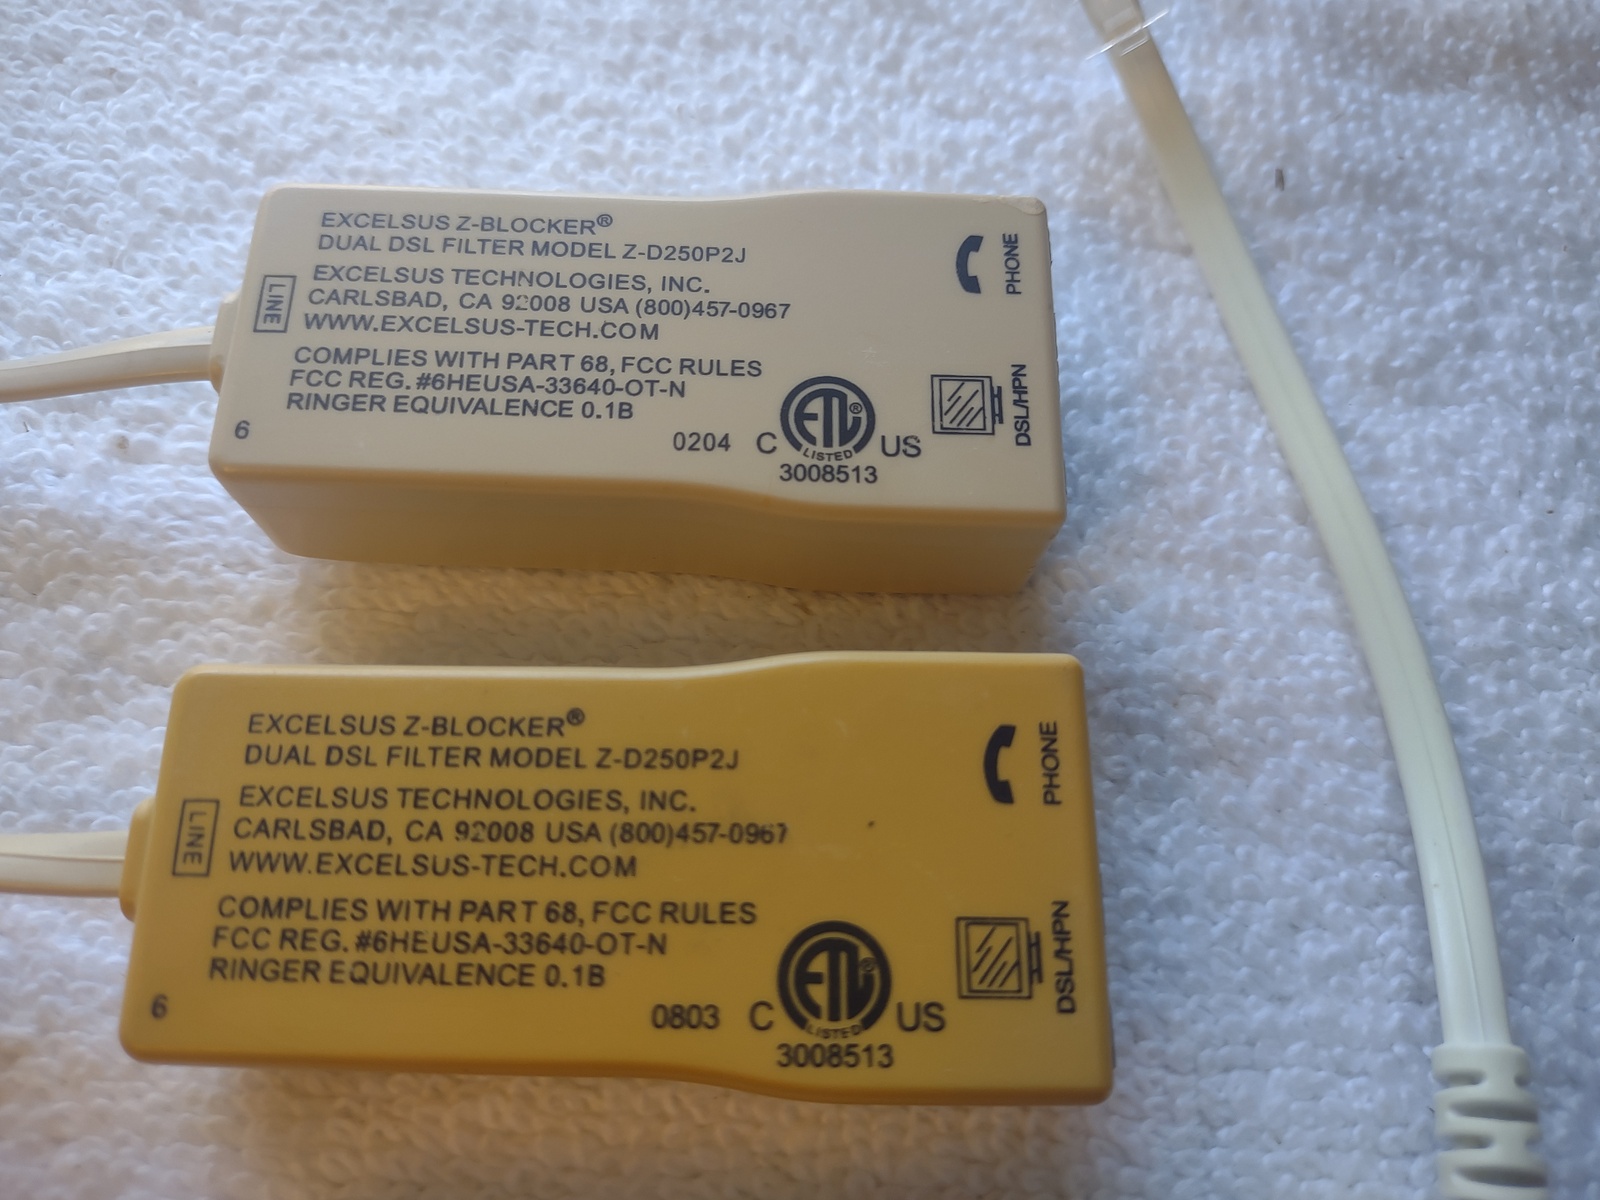 EXCELSUS Z-BLOCKER®
DUAL DSL FILTER MODEL Z-D250P2J
EXCELSUS TECHNOLOGIES, INC.
CARLSBAD, CA 92008 USA (800)457-0967
WWW.EXCELSUS-TECH.COM
COMPLIES WITH PART 68, FCC RULES
FCC REG. #6HEUSA-33640-OT-N
RINGER EQUIVALENCE 0.1B
LINE
6
0204
C ETL® US
LISTED
3008513
PHONE
DSL/HPN
EXCELSUS Z-BLOCKER®
DUAL DSL FILTER MODEL Z-D250P2J
EXCELSUS TECHNOLOGIES, INC.
CARLSBAD, CA 92008 USA (800)457-0967
WWW.EXCELSUS-TECH.COM
COMPLIES WITH PART 68, FCC RULES
FCC REG. #6HEUSA-33640-OT-N
RINGER EQUIVALENCE 0.1B
LINE
6
0803
C ETL® US
LISTED
3008513
PHONE
DSL/HPN